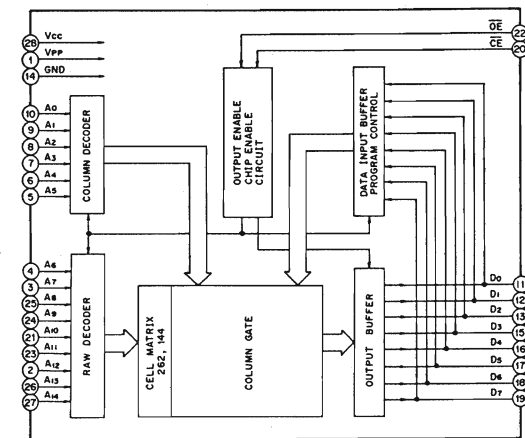 28 Vcc
1 VPP
14 GND
OE 22
CE 20
10 A0
9 A1
8 A2
7 A3
6 A4
5 A5
COLUMN DECODER
OUTPUT ENABLE
CHIP ENABLE
CIRCUIT
DATA INPUT BUFFER
PROGRAM CONTROL
4 A6
3 A7
25 A8
24 A9
21 A10
23 A11
2 A12
26 A13
27 A14
RAW DECODER
CELL MATRIX
262, 144
COLUMN GATE
OUTPUT BUFFER
D0 11
D1 12
D2 13
D3 15
D4 16
D5 17
D6 18
D7 19